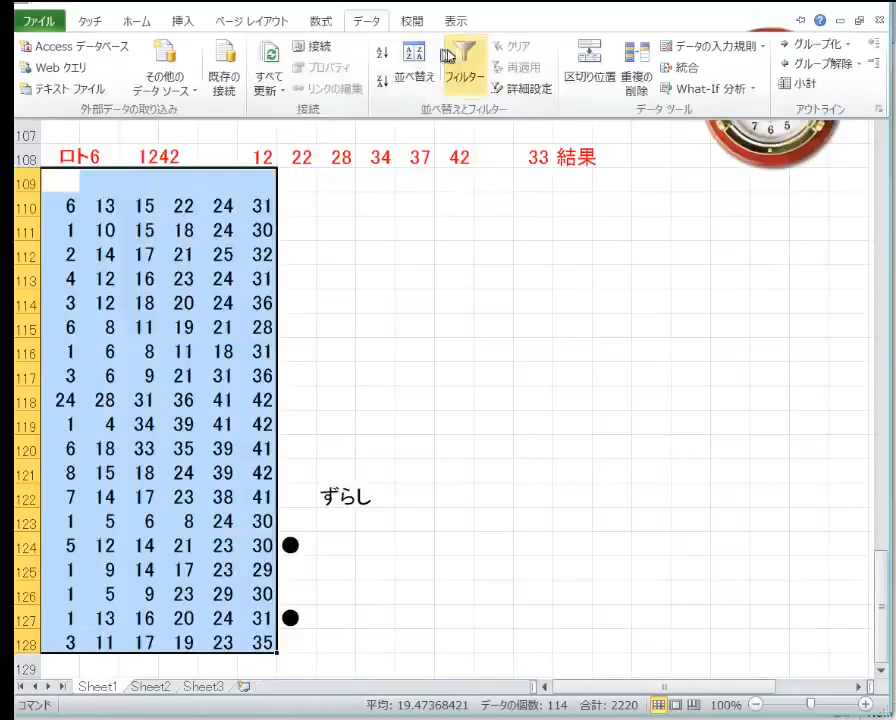 ファイル タッチ ホーム 挿入 ページ レイアウト 数式 データ 校閲 表示
Access データベース
Web クエリ
テキスト ファイル
その他の
データ ソース
既存の
接続
外部データの取り込み
すべて
更新
接続
プロパティ
リンクの編集
接続
並べ替え
フィルター
クリア
再適用
詳細設定
並べ替えとフィルター
区切り位置
重複の
削除
データの入力規則
統合
What-If 分析
データ ツール
グループ化
グループ解除
小計
アウトライン
7 6 5
107
108 ロト6 1242 12 22 28 34 37 42 33 結果
109
110 6 13 15 22 24 31
111 1 10 15 18 24 30
112 2 14 17 21 25 32
113 4 12 16 23 24 31
114 3 12 18 20 24 36
115 6 8 11 19 21 28
116 1 6 8 11 18 31
117 3 6 9 21 31 36
118 24 28 31 36 41 42
119 1 4 34 39 41 42
120 6 18 33 35 39 41
121 8 15 18 24 39 42
122 7 14 17 23 38 41 ずらし
123 1 5 6 8 24 30
124 5 12 14 21 23 30 ●
125 1 9 14 17 23 29
126 1 5 9 23 29 30
127 1 13 16 20 24 31 ●
128 3 11 17 19 23 35
129
Sheet1 Sheet2 Sheet3
コマンド 平均: 19.47368421 データの個数: 114 合計: 2220 100%